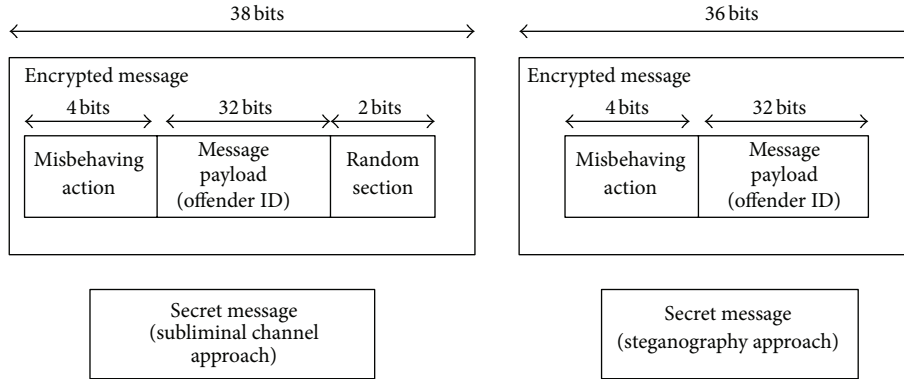 38 bits
Encrypted message
4 bits
32 bits
2 bits
Misbehaving
action
Message
payload
(offender ID)
Random
section
Secret message
(subliminal channel
approach)
36 bits
Encrypted message
4 bits
32 bits
Misbehaving
action
Message
payload
(offender ID)
Secret message
(steganography approach)